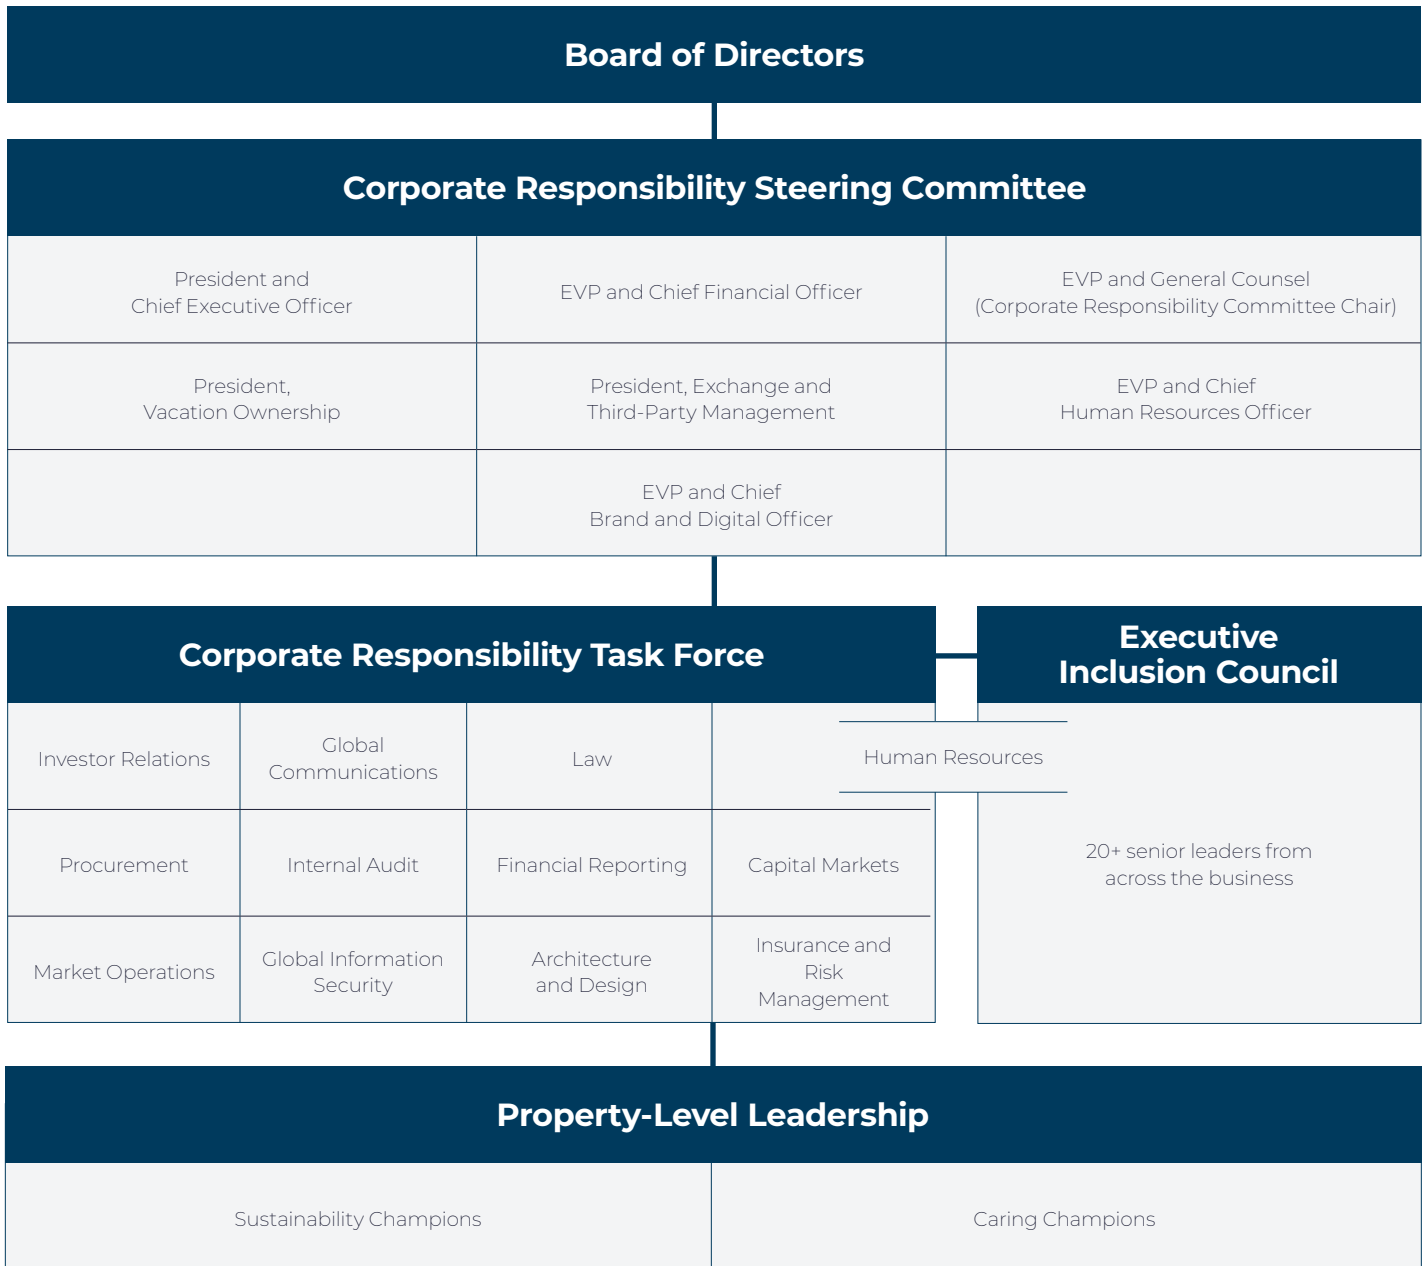 Board of Directors
Corporate Responsibility Steering Committee
President and
Chief Executive Officer
EVP and Chief Financial Officer
EVP and General Counsel
(Corporate Responsibility Committee Chair)
President,
Vacation Ownership
President, Exchange and
Third-Party Management
EVP and Chief
Human Resources Officer
EVP and Chief
Brand and Digital Officer
Corporate Responsibility Task Force
Executive
Inclusion Council
Investor Relations
Global
Communications
Law
Human Resources
Procurement
Internal Audit
Financial Reporting
Capital Markets
20+ senior leaders from
across the business
Market Operations
Global Information
Security
Architecture
and Design
Insurance and
Risk
Management
Property-Level Leadership
Sustainability Champions
Caring Champions